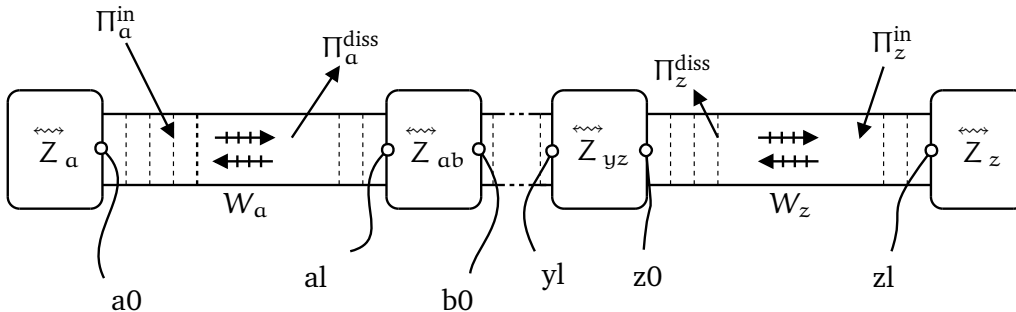 Π_a^in
Π_a^diss
Π_z^diss
Π_z^in
Z_a
Z_ab
Z_yz
Z_z
W_a
W_z
a0
al
b0
yl
z0
zl